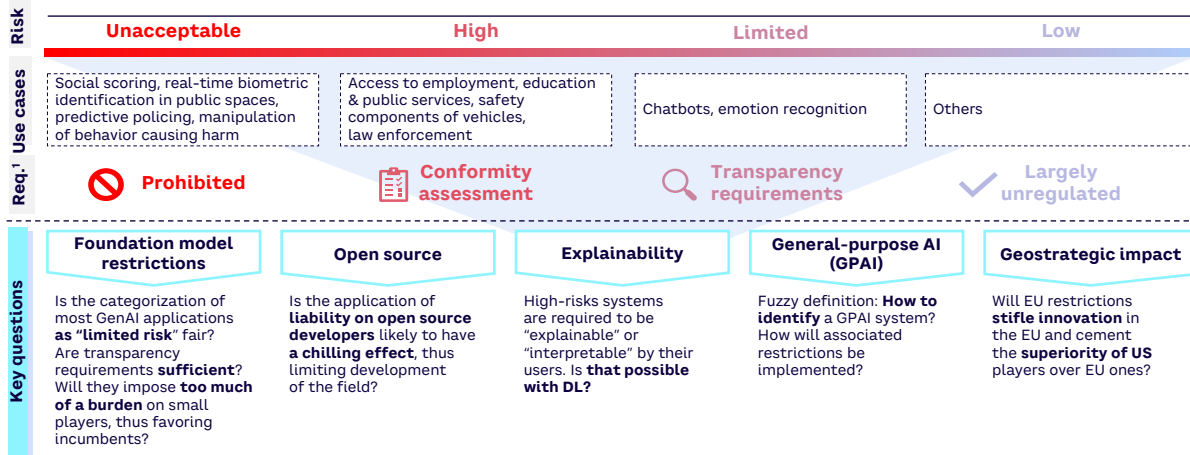 Risk
Unacceptable
High
Limited
Low
Use cases
Social scoring, real-time biometric
identification in public spaces,
predictive policing, manipulation
of behavior causing harm
Access to employment, education
& public services, safety
components of vehicles,
law enforcement
Chatbots, emotion recognition
Others
Req.¹
Prohibited
Conformity
assessment
Transparency
requirements
Largely
unregulated
Key questions
Foundation model
restrictions
Is the categorization of
most GenAI applications
as “limited risk” fair?
Are transparency
requirements sufficient?
Will they impose too much
of a burden on small
players, thus favoring
incumbents?
Open source
Is the application of
liability on open source
developers likely to have
a chilling effect, thus
limiting development
of the field?
Explainability
High-risks systems
are required to be
“explainable” or
“interpretable” by their
users. Is that possible
with DL?
General-purpose AI
(GPAI)
Fuzzy definition: How to
identify a GPAI system?
How will associated
restrictions be
implemented?
Geostrategic impact
Will EU restrictions
stifle innovation in
the EU and cement
the superiority of US
players over EU ones?